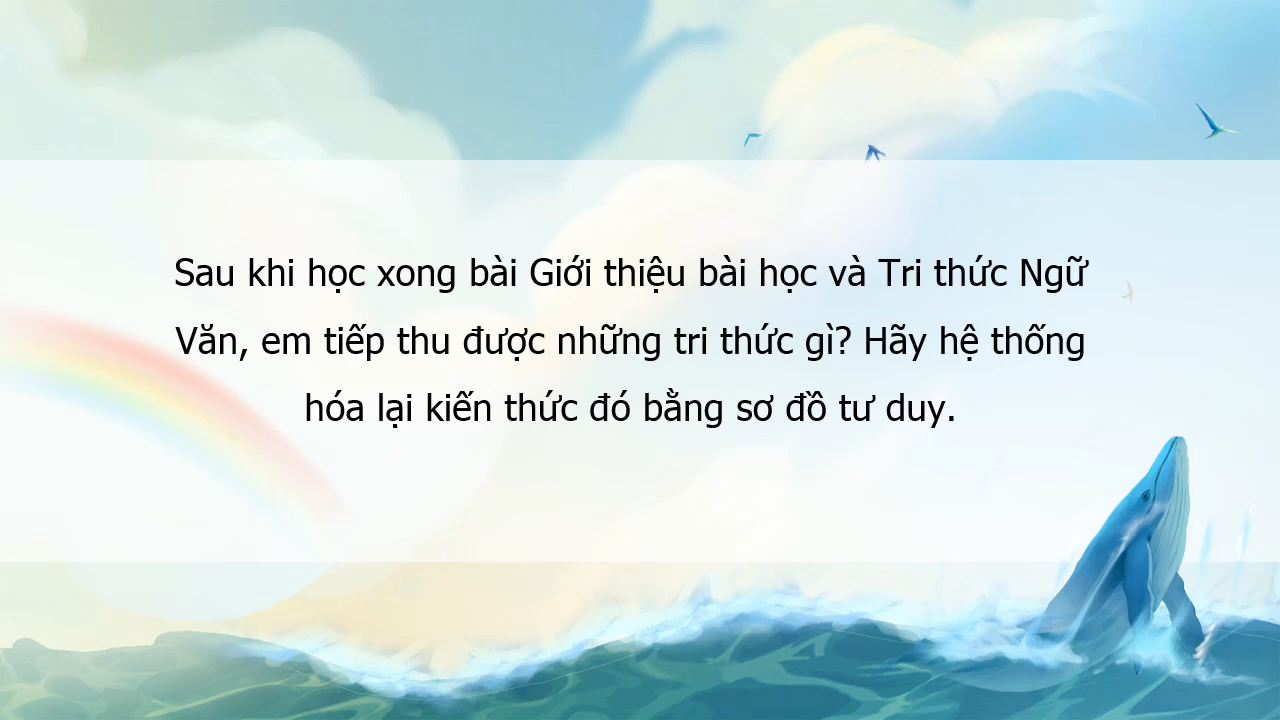 Sau khi học xong bài Giới thiệu bài học và Tri thức Ngữ
Văn, em tiếp thu được những tri thức gì? Hãy hệ thống
hóa lại kiến thức đó bằng sơ đồ tư duy.